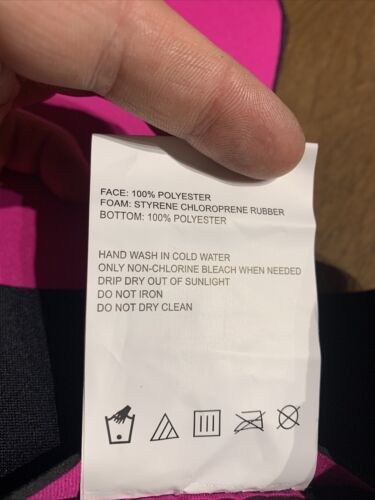 FACE: 100% POLYESTER
FOAM: STYRENE CHLOROPRENE RUBBER
BOTTOM: 100% POLYESTER
HAND WASH IN COLD WATER
ONLY NON-CHLORINE BLEACH WHEN NEEDED
DRIP DRY OUT OF SUNLIGHT
DO NOT IRON
DO NOT DRY CLEAN